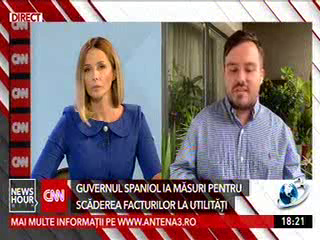 DIRECT
CNN
CNN
CNN
CNN
CNN
GUVERNUL SPANIOL IA MĂSURI PENTRU
SCĂDEREA FACTURILOR LA UTILITĂȚI
NEWS
HOUR
CNN
MAI MULTE INFORMAȚII PE WWW.ANTENA3.RO
18:21